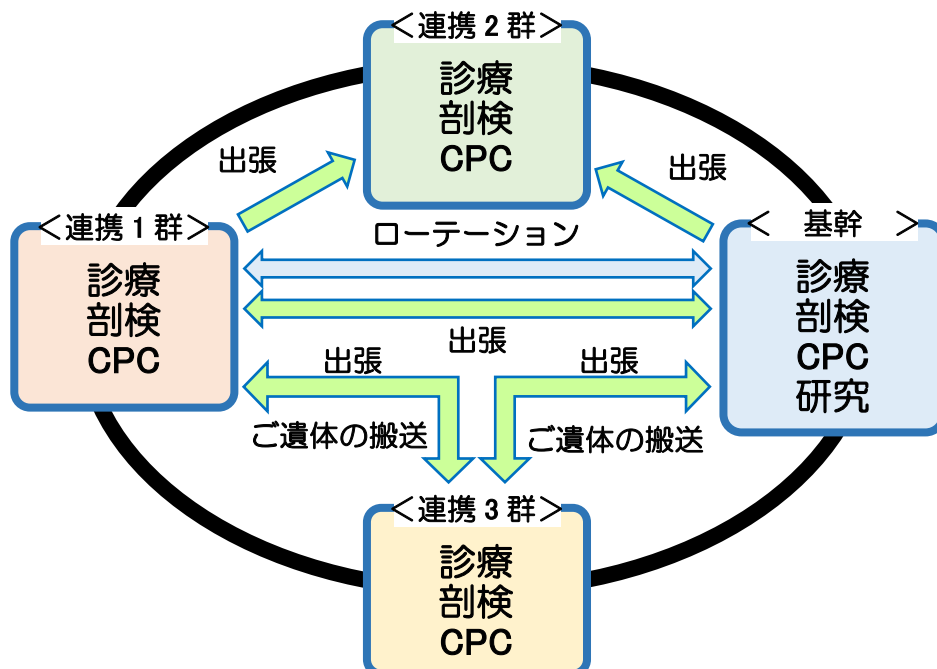 ＜連携２群＞
診療
剖検
CPC
出張
出張
＜連携１群＞
診療
剖検
CPC
ローテーション
出張
＜　基幹　＞
診療
剖検
CPC
研究
出張
出張
ご遺体の搬送
ご遺体の搬送
＜連携３群＞
診療
剖検
CPC